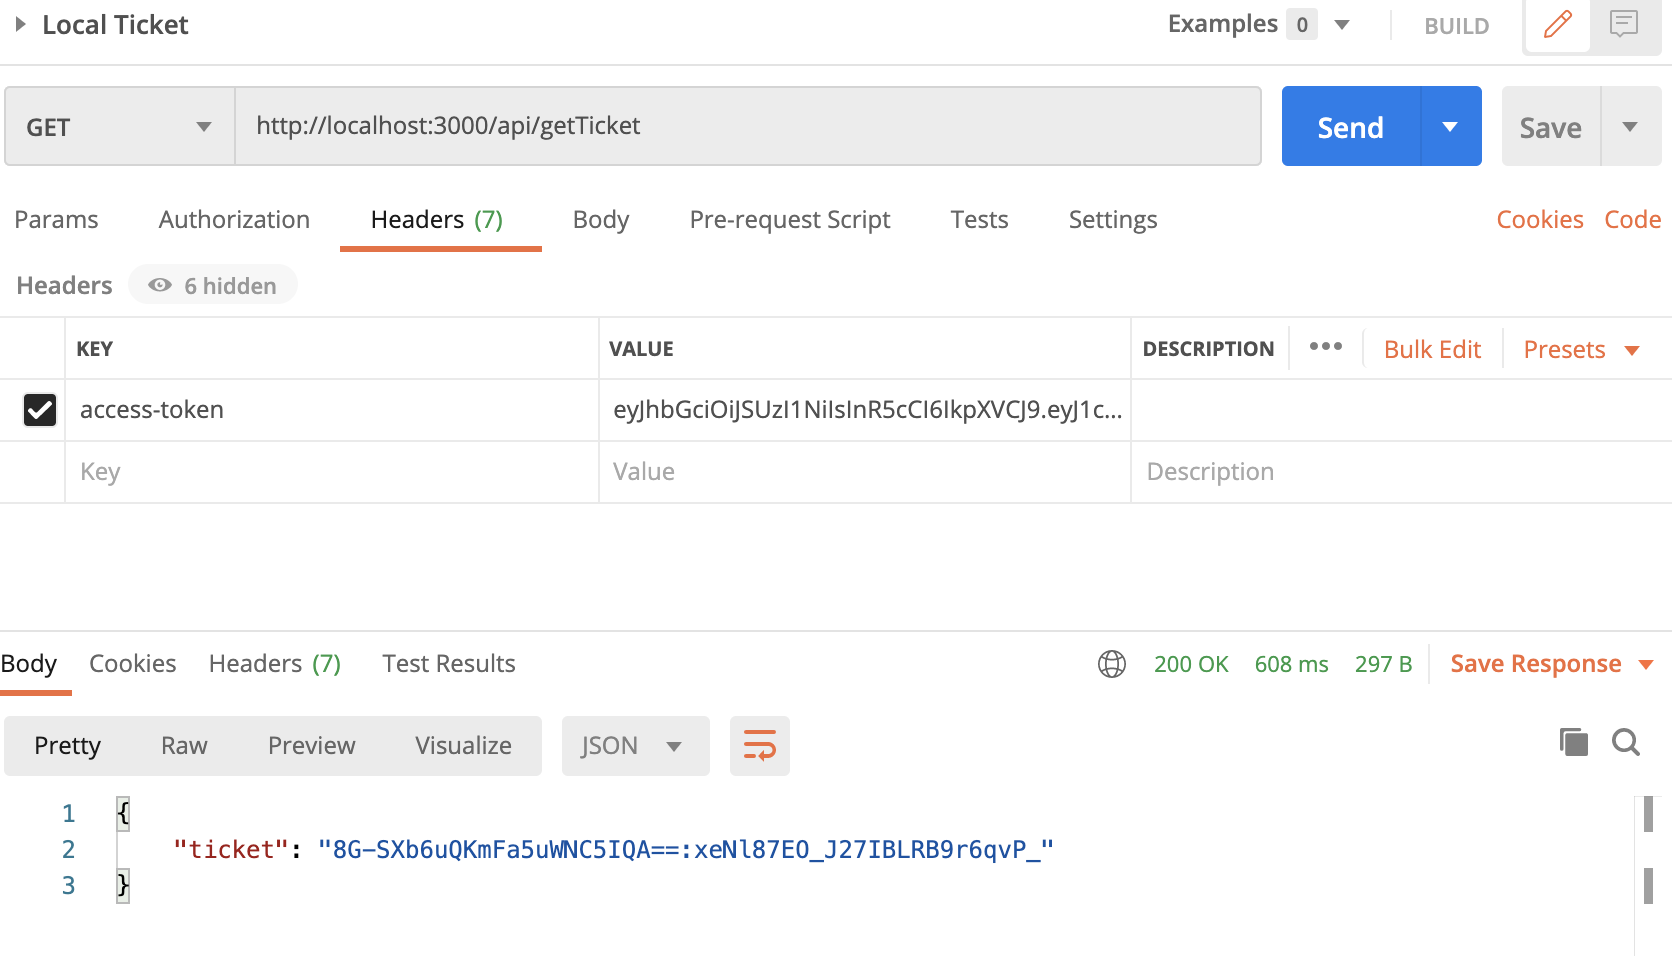 Local Ticket
Examples 0
BUILD
GET
http://localhost:3000/api/getTicket
Send
Save
Params Authorization Headers (7) Body Pre-request Script Tests Settings Cookies Code
Headers 6 hidden
KEY VALUE DESCRIPTION ••• Bulk Edit Presets
access-token eyJhbGciOiJSUzI1NiIsInR5cCI6IkpXVCJ9.eyJ1c...
Key Value Description
Body Cookies Headers (7) Test Results 200 OK 608 ms 297 B Save Response
Pretty Raw Preview Visualize JSON
1 {
2 "ticket": "8G-SXb6uQKmFa5uWNC5IQA==:xeNl87EO_J27IBLRB9r6qvP_"
3 }